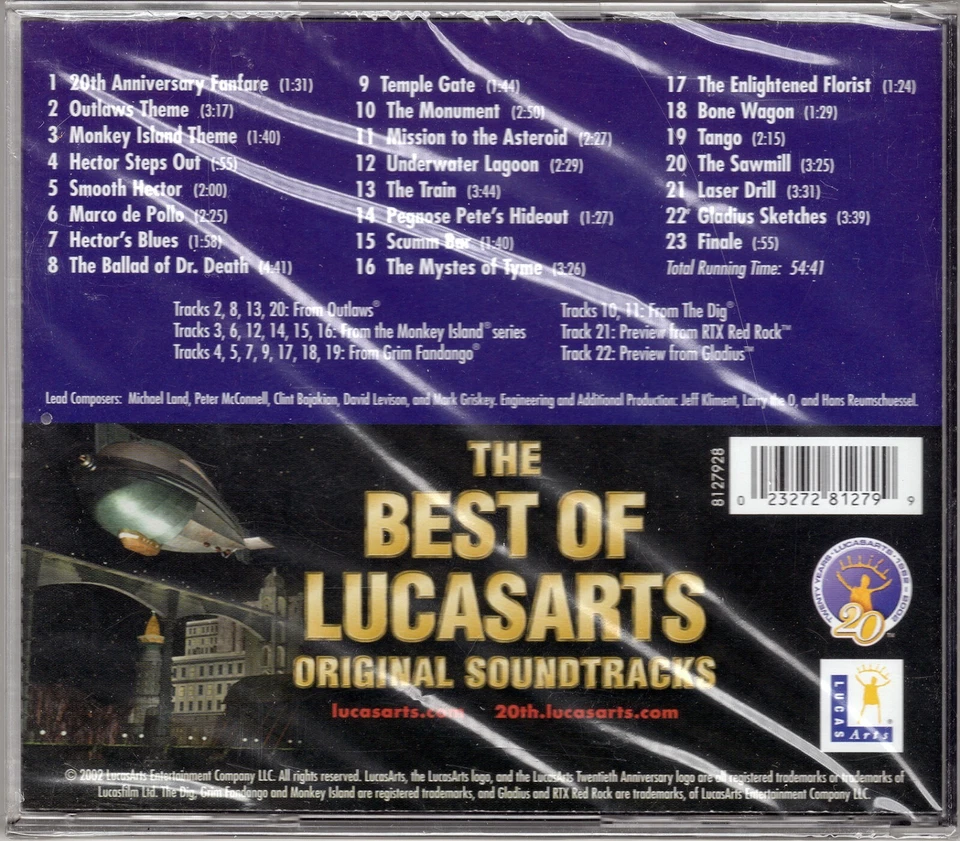 1 20th Anniversary Fanfare (1:31)
2 Outlaws Theme (3:17)
3 Monkey Island Theme (1:40)
4 Hector Steps Out (:55)
5 Smooth Hector (2:00)
6 Marco de Pollo (2:25)
7 Hector's Blues (1:58)
8 The Ballad of Dr. Death (4:41)
9 Temple Gate (1:44)
10 The Monument (2:50)
11 Mission to the Asteroid (2:27)
12 Underwater Lagoon (2:29)
13 The Train (3:44)
14 Pegnose Pete's Hideout (1:27)
15 Scumm Bar (1:40)
16 The Mystes of Tyme (3:26)
17 The Enlightened Florist (1:24)
18 Bone Wagon (1:29)
19 Tango (2:15)
20 The Sawmill (3:25)
21 Laser Drill (3:31)
22 Gladius Sketches (3:39)
23 Finale (:55)
Total Running Time: 54:41
Tracks 2, 8, 13, 20: From Outlaws®
Tracks 3, 6, 12, 14, 15, 16: From the Monkey Island® series
Tracks 4, 5, 7, 9, 17, 18, 19: From Grim Fandango®
Tracks 10, 11: From The Dig®
Track 21: Preview from RTX Red Rock™
Track 22: Preview from Gladius™
Lead Composers: Michael Land, Peter McConnell, Clint Bajakian, David Levison, and Mark Griskey. Engineering and Additional Production: Jeff Kliment, Larry the O, and Hans Reumschuessel.
THE
BEST OF
LUCASARTS
ORIGINAL SOUNDTRACKS
lucasarts.com 20th.lucasarts.com
8127928
0 23272 81279 9
TWENTY YEARS • LUCASARTS • 1982 - 2002
20™
LUCAS
Arts®
© 2002 LucasArts Entertainment Company LLC. All rights reserved. LucasArts, the LucasArts logo, and the LucasArts Twentieth Anniversary logo are all registered trademarks or trademarks of
Lucasfilm Ltd. The Dig, Grim Fandango and Monkey Island are registered trademarks, and Gladius and RTX Red Rock are trademarks, of LucasArts Entertainment Company LLC.